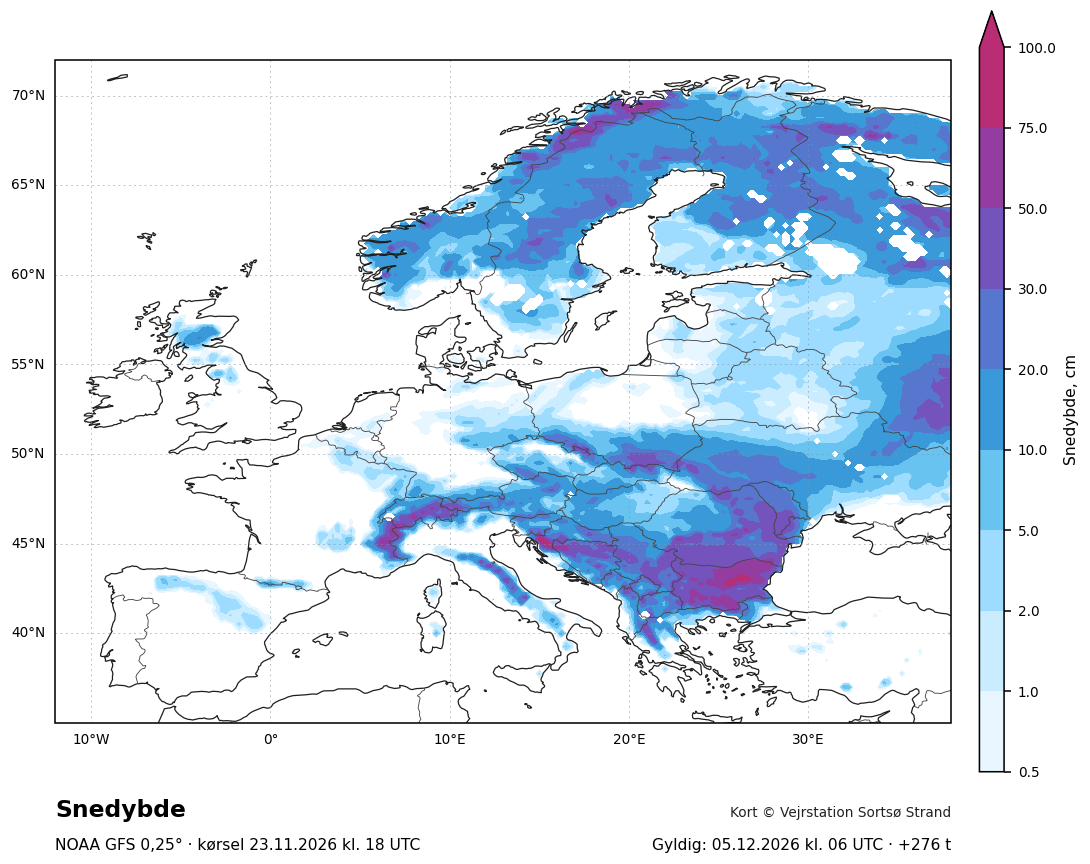 100.0
75.0
50.0
30.0
20.0
10.0
5.0
2.0
1.0
0.5
Snedybde, cm
70°N
65°N
60°N
55°N
50°N
45°N
40°N
10°W 0° 10°E 20°E 30°E
Snedybde
Kort © Vejrstation Sortsø Strand
NOAA GFS 0,25° · kørsel 23.11.2026 kl. 18 UTC
Gyldig: 05.12.2026 kl. 06 UTC · +276 t